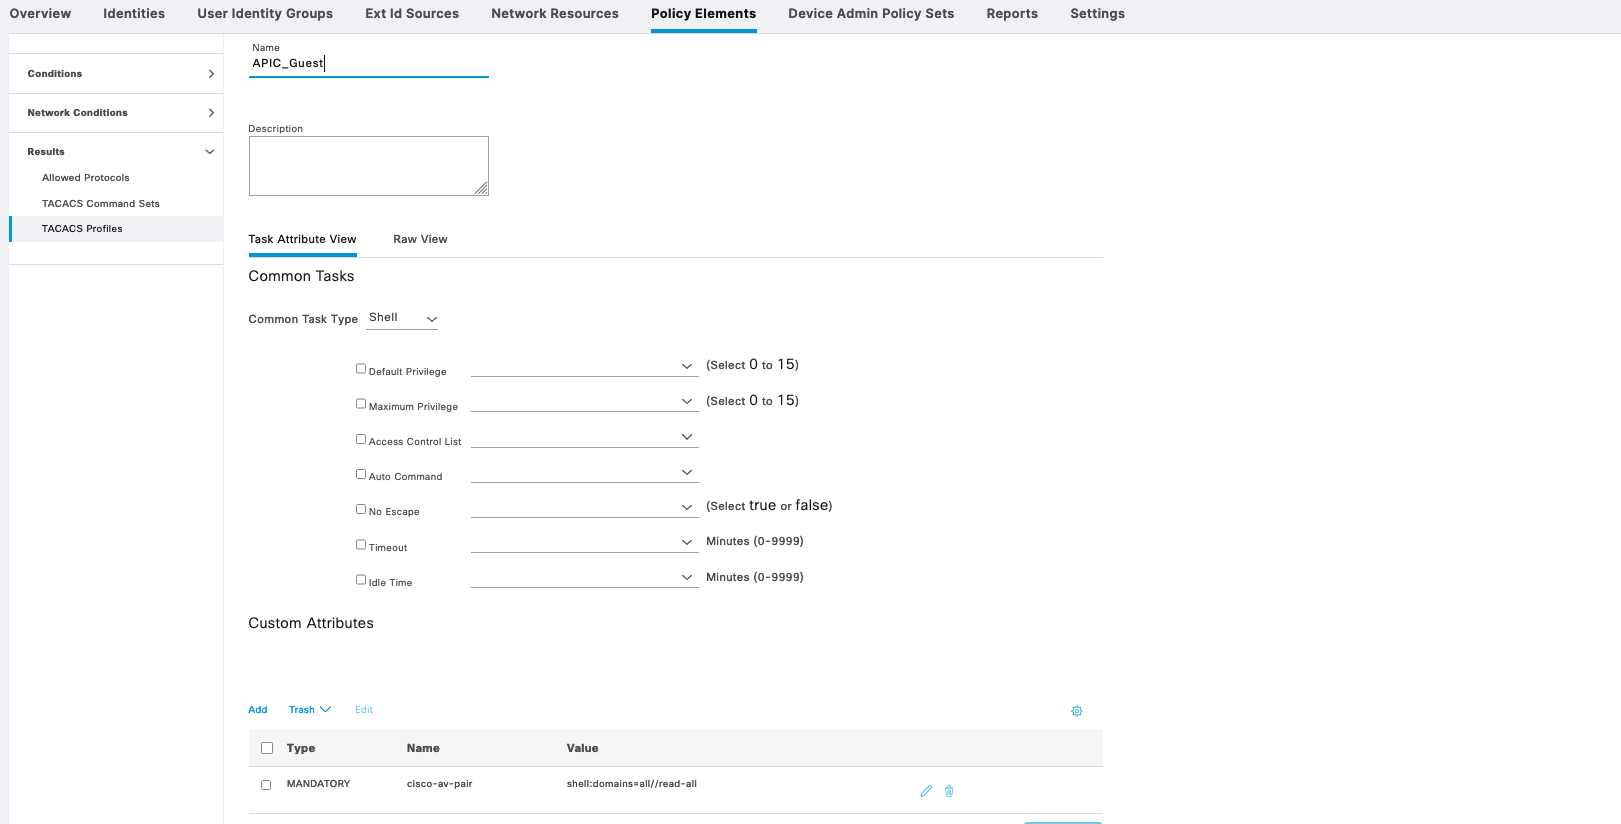 Overview Identities User Identity Groups Ext Id Sources Network Resources Policy Elements Device Admin Policy Sets Reports Settings
Conditions
Network Conditions
Results
Allowed Protocols
TACACS Command Sets
TACACS Profiles
Name
APIC_Guest
Description
Task Attribute View Raw View
Common Tasks
Common Task Type Shell
Default Privilege (Select 0 to 15)
Maximum Privilege (Select 0 to 15)
Access Control List
Auto Command
No Escape (Select true or false)
Timeout Minutes (0-9999)
Idle Time Minutes (0-9999)
Custom Attributes
Add Trash Edit
Type Name Value
MANDATORY cisco-av-pair shell:domains=all//read-all